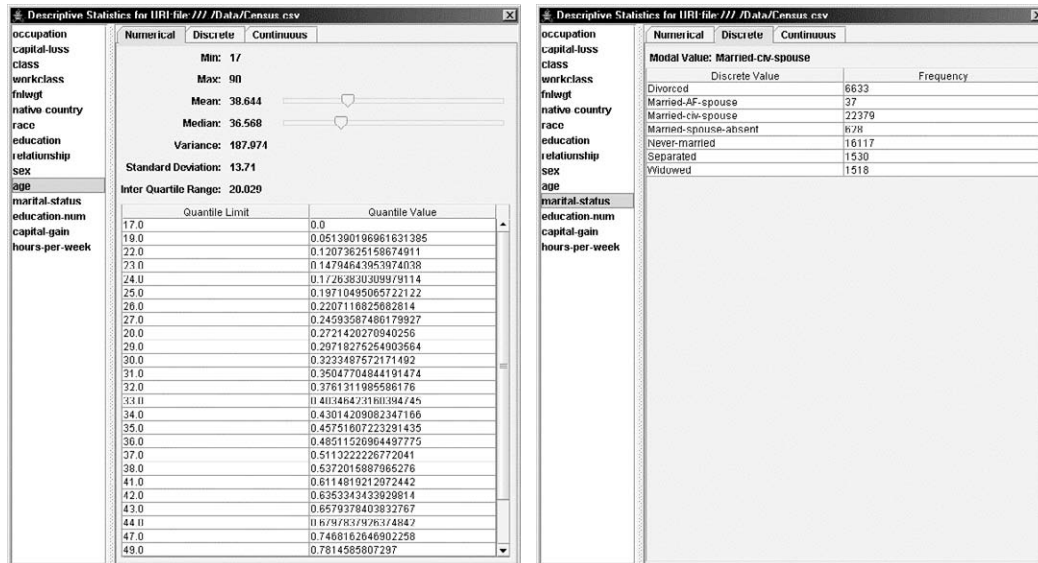 Descriptive Statistics for URI:file:///./Data/Census.csv
occupation
capital-loss
class
workclass
fnlwgt
native country
race
education
relationship
sex
age
marital-status
education-num
capital-gain
hours-per-week
Numerical Discrete Continuous
Min: 17
Max: 90
Mean: 38.644
Median: 36.568
Variance: 187.974
Standard Deviation: 13.71
Inter Quartile Range: 20.029
Quantile Limit Quantile Value
17.0 0.0
19.0 0.051390196961631385
22.0 0.12073625158674911
23.0 0.14794643953974038
24.0 0.17263830309979114
25.0 0.19710495065722122
26.0 0.2207116825682814
27.0 0.24593587486179927
28.0 0.2721420270940256
29.0 0.29718275254903564
30.0 0.3233487572171492
31.0 0.35047704844191474
32.0 0.3761311985586176
33.0 0.40346423160394745
34.0 0.43014209082347166
35.0 0.45751607223291435
36.0 0.48511526964497775
37.0 0.5113222226772041
38.0 0.5372015887965276
41.0 0.6114819212972442
42.0 0.6353343433929814
43.0 0.6579378403832767
44.0 0.6797837926374842
47.0 0.7468162646902258
49.0 0.7814585807297
Descriptive Statistics for URI:file:///./Data/Census.csv
occupation
capital-loss
class
workclass
fnlwgt
native country
race
education
relationship
sex
age
marital-status
education-num
capital-gain
hours-per-week
Numerical Discrete Continuous
Modal Value: Married-civ-spouse
Discrete Value Frequency
Divorced 6633
Married-AF-spouse 37
Married-civ-spouse 22379
Married-spouse-absent 628
Never-married 16117
Separated 1530
Widowed 1518